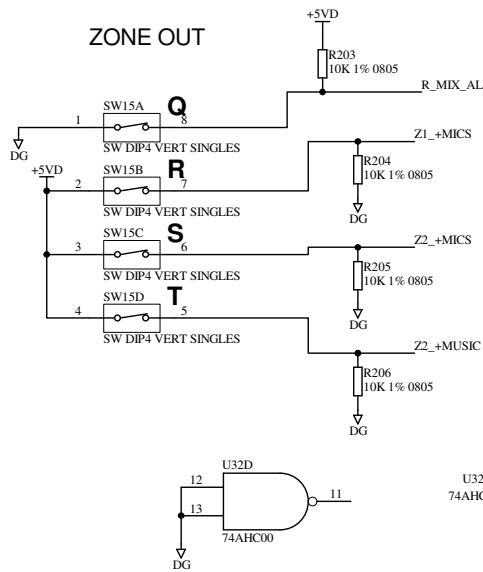 ZONE OUT
+5VD
R203
10K 1% 0805
R_MIX_AL
SW15A
Q
1
8
SW DIP4 VERT SINGLES
DG
+5VD
SW15B
R
2
7
SW DIP4 VERT SINGLES
Z1_+MICS
R204
10K 1% 0805
DG
SW15C
S
3
6
SW DIP4 VERT SINGLES
Z2_+MICS
R205
10K 1% 0805
DG
SW15D
T
4
5
SW DIP4 VERT SINGLES
Z2_+MUSIC
R206
10K 1% 0805
DG
U32D
12
13
11
74AHC00
DG
U32
74AHC